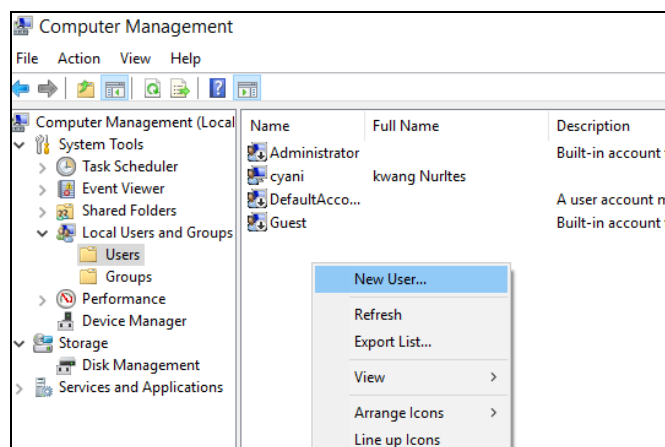 Computer Management
File Action View Help
Computer Management (Local
System Tools
Task Scheduler
Event Viewer
Shared Folders
Local Users and Groups
Users
Groups
Performance
Device Manager
Storage
Disk Management
Services and Applications
Name Full Name Description
Administrator Built-in account
cyani kwang Nurltes
DefaultAcco... A user account m
Guest Built-in account
New User...
Refresh
Export List...
View
Arrange Icons
Line up Icons